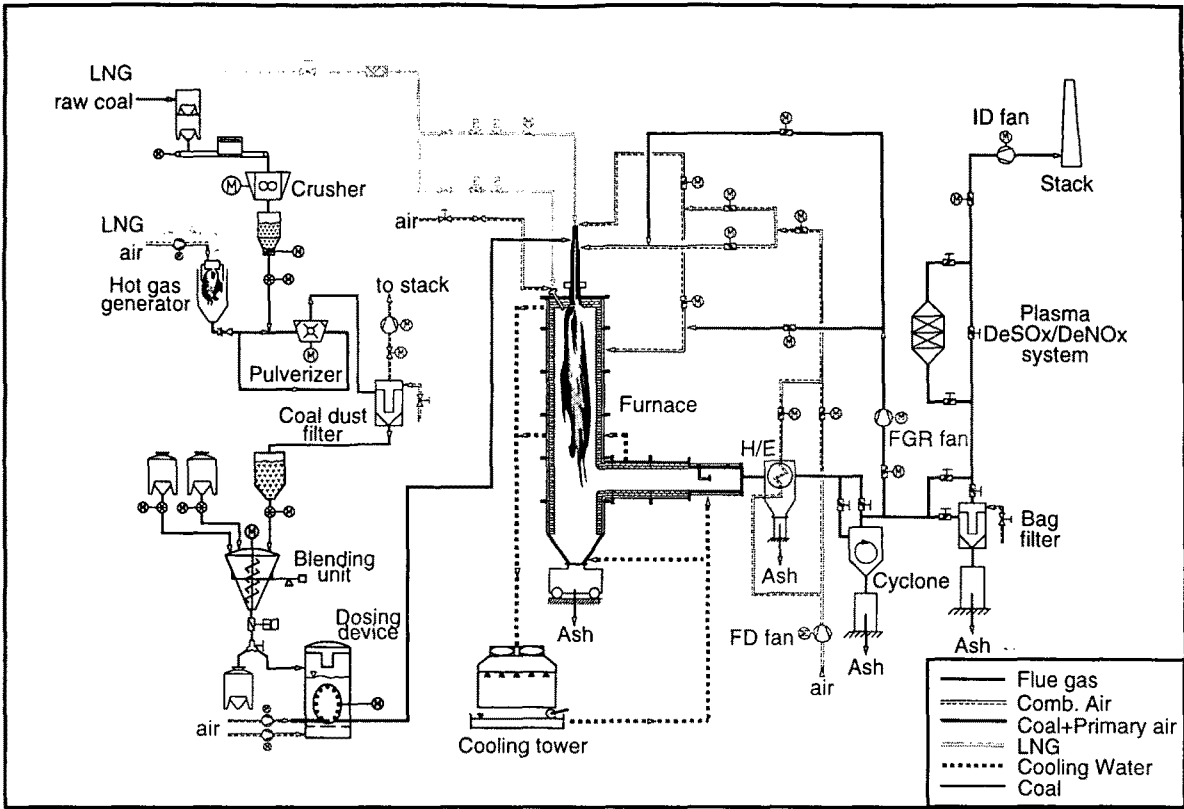 LNG
raw coal
M
Crusher
LNG
air
Hot gas
generator
Pulverizer
M
Coal dust
filter
to stack
air
Blending
unit
Dosing
device
air
Furnace
Ash
Cooling tower
H/E
Ash
FD fan
air
Cyclone
Ash
FGR fan
Plasma
DeSOx/DeNOx
system
ID fan
Stack
Bag
filter
Ash
Flue gas
Comb. Air
Coal+Primary air
LNG
Cooling Water
Coal